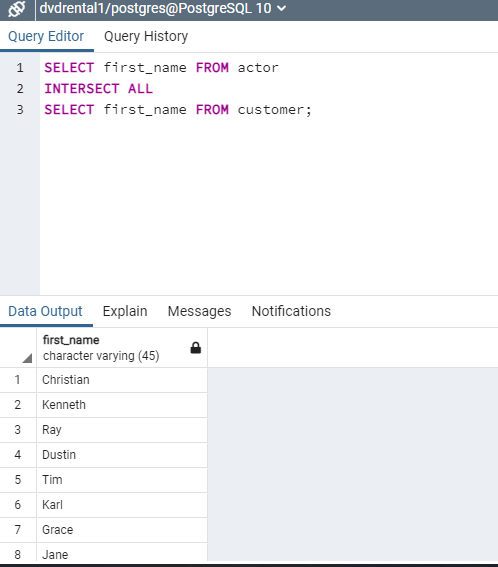 dvdrental1/postgres@PostgreSQL 10
Query Editor Query History
1 SELECT first_name FROM actor
2 INTERSECT ALL
3 SELECT first_name FROM customer;
Data Output Explain Messages Notifications
first_name
character varying (45)
1 Christian
2 Kenneth
3 Ray
4 Dustin
5 Tim
6 Karl
7 Grace
8 Jane